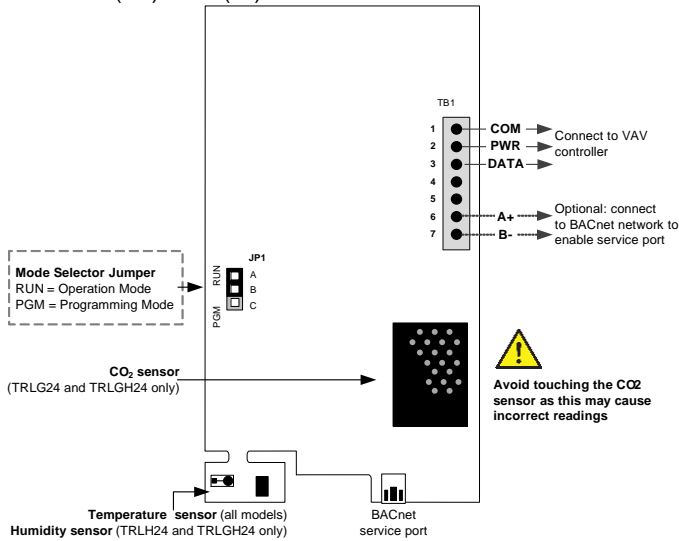 TB1
1 COM
2 PWR
3 DATA
4
5
6 A+
7 B-
Connect to VAV
controller
Optional: connect
to BACnet network to
enable service port
Mode Selector Jumper
RUN = Operation Mode
PGM = Programming Mode
JP1
RUN
PGM
A
B
C
CO2 sensor
(TRLG24 and TRLGH24 only)
Avoid touching the CO2
sensor as this may cause
incorrect readings
Temperature sensor (all models)
Humidity sensor (TRLH24 and TRLGH24 only)
BACnet
service port